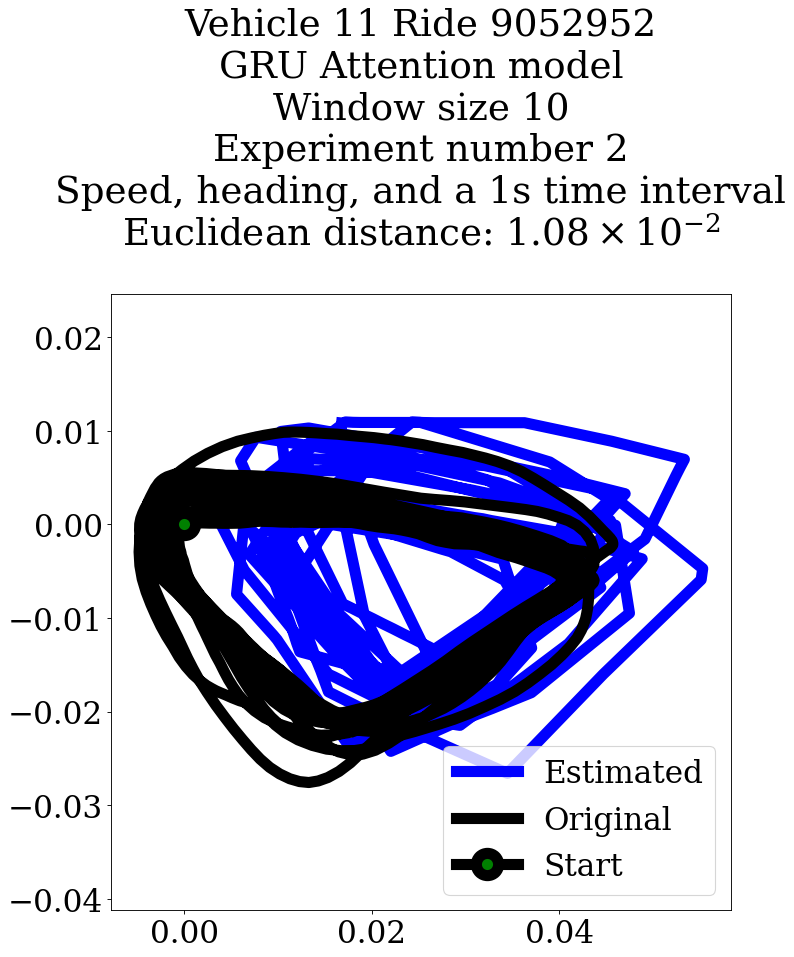 Vehicle 11 Ride 9052952
GRU Attention model
Window size 10
Experiment number 2
Speed, heading, and a 1s time interval
Euclidean distance: 1.08 × 10⁻²
0.02
0.01
0.00
−0.01
−0.02
−0.03
−0.04
0.00 0.02 0.04
Estimated
Original
Start